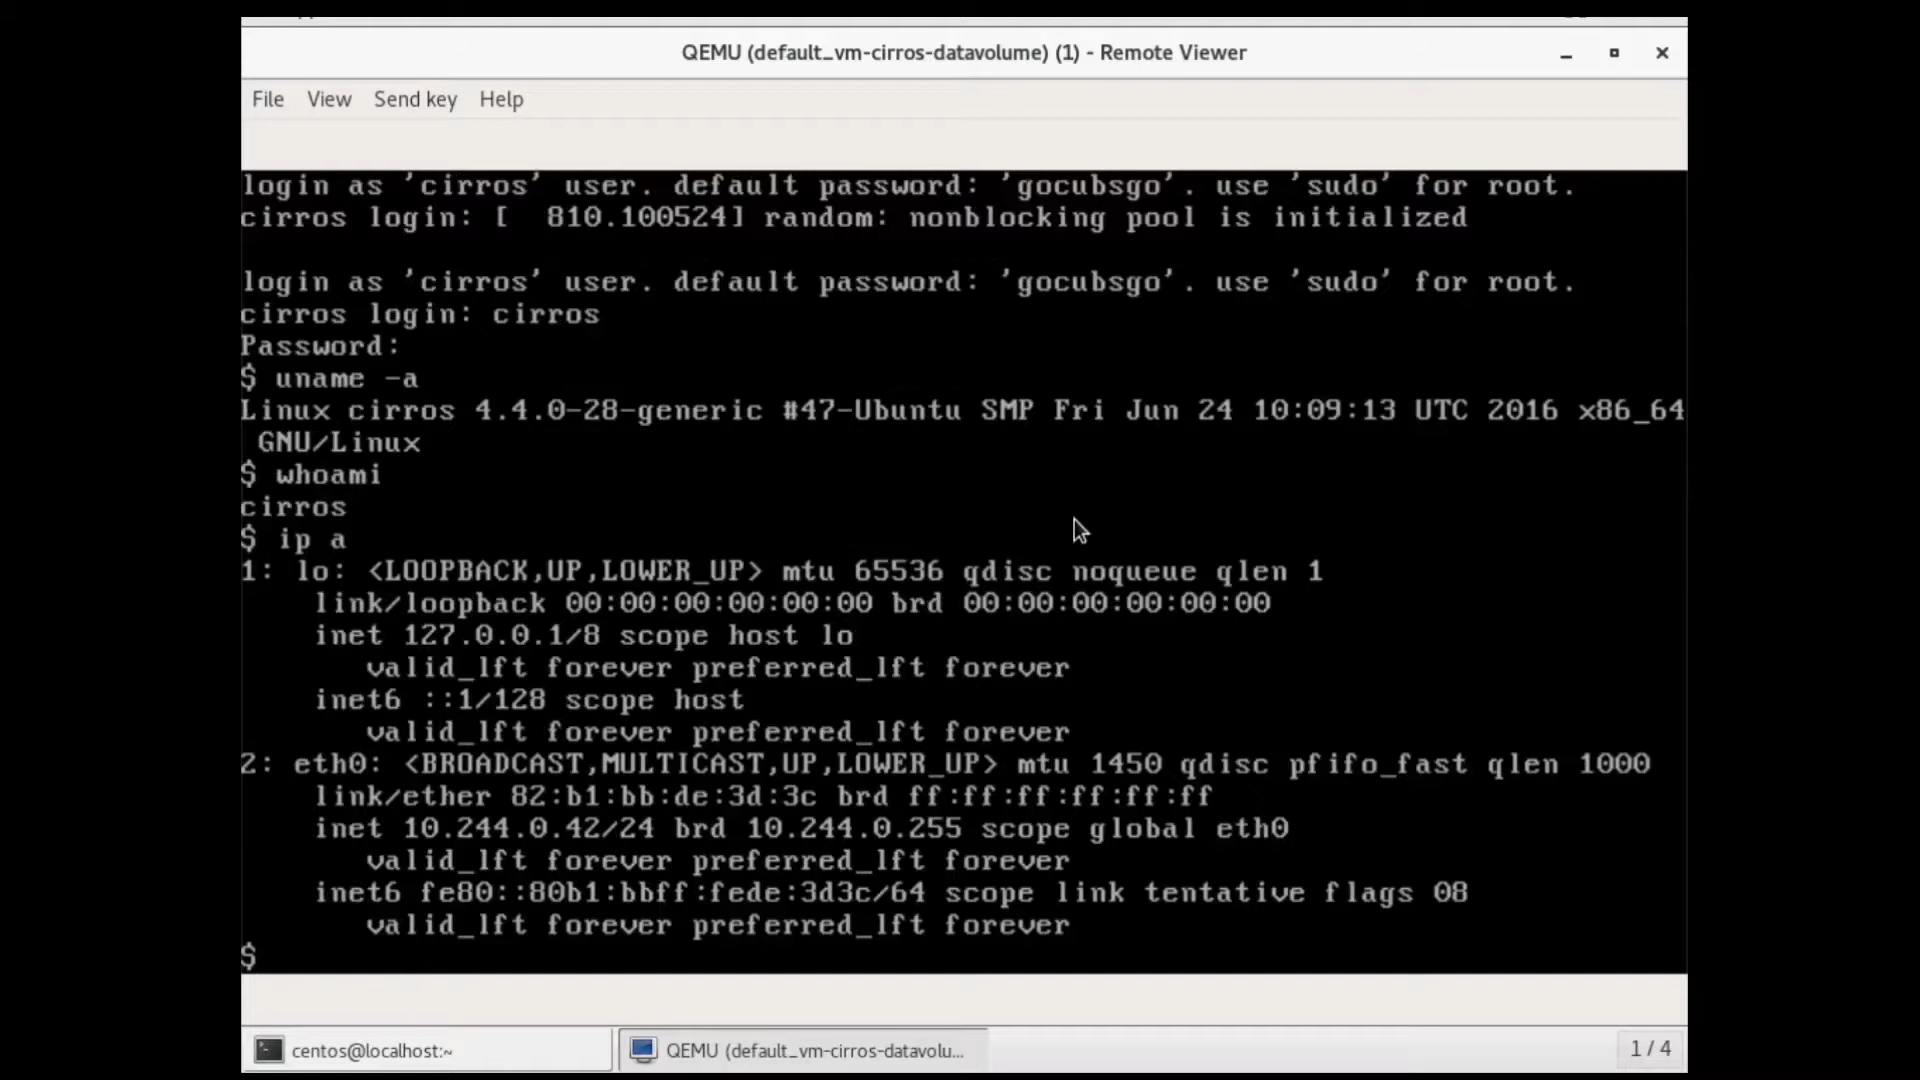 QEMU (default_vm-cirros-datavolume) (1) - Remote Viewer
File View Send key Help
login as 'cirros' user. default password: 'gocubsgo'. use 'sudo' for root.
cirros login: [  810.100524] random: nonblocking pool is initialized
login as 'cirros' user. default password: 'gocubsgo'. use 'sudo' for root.
cirros login: cirros
Password:
$ uname -a
Linux cirros 4.4.0-28-generic #47-Ubuntu SMP Fri Jun 24 10:09:13 UTC 2016 x86_64
 GNU/Linux
$ whoami
cirros
$ ip a
1: lo: <LOOPBACK,UP,LOWER_UP> mtu 65536 qdisc noqueue qlen 1
    link/loopback 00:00:00:00:00:00 brd 00:00:00:00:00:00
    inet 127.0.0.1/8 scope host lo
       valid_lft forever preferred_lft forever
    inet6 ::1/128 scope host
       valid_lft forever preferred_lft forever
2: eth0: <BROADCAST,MULTICAST,UP,LOWER_UP> mtu 1450 qdisc pfifo_fast qlen 1000
    link/ether 82:b1:bb:de:3d:3c brd ff:ff:ff:ff:ff:ff
    inet 10.244.0.42/24 brd 10.244.0.255 scope global eth0
       valid_lft forever preferred_lft forever
    inet6 fe80::80b1:bbff:fede:3d3c/64 scope link tentative flags 08
       valid_lft forever preferred_lft forever
$
centos@localhost:~ QEMU (default_vm-cirros-datavolu... 1 / 4